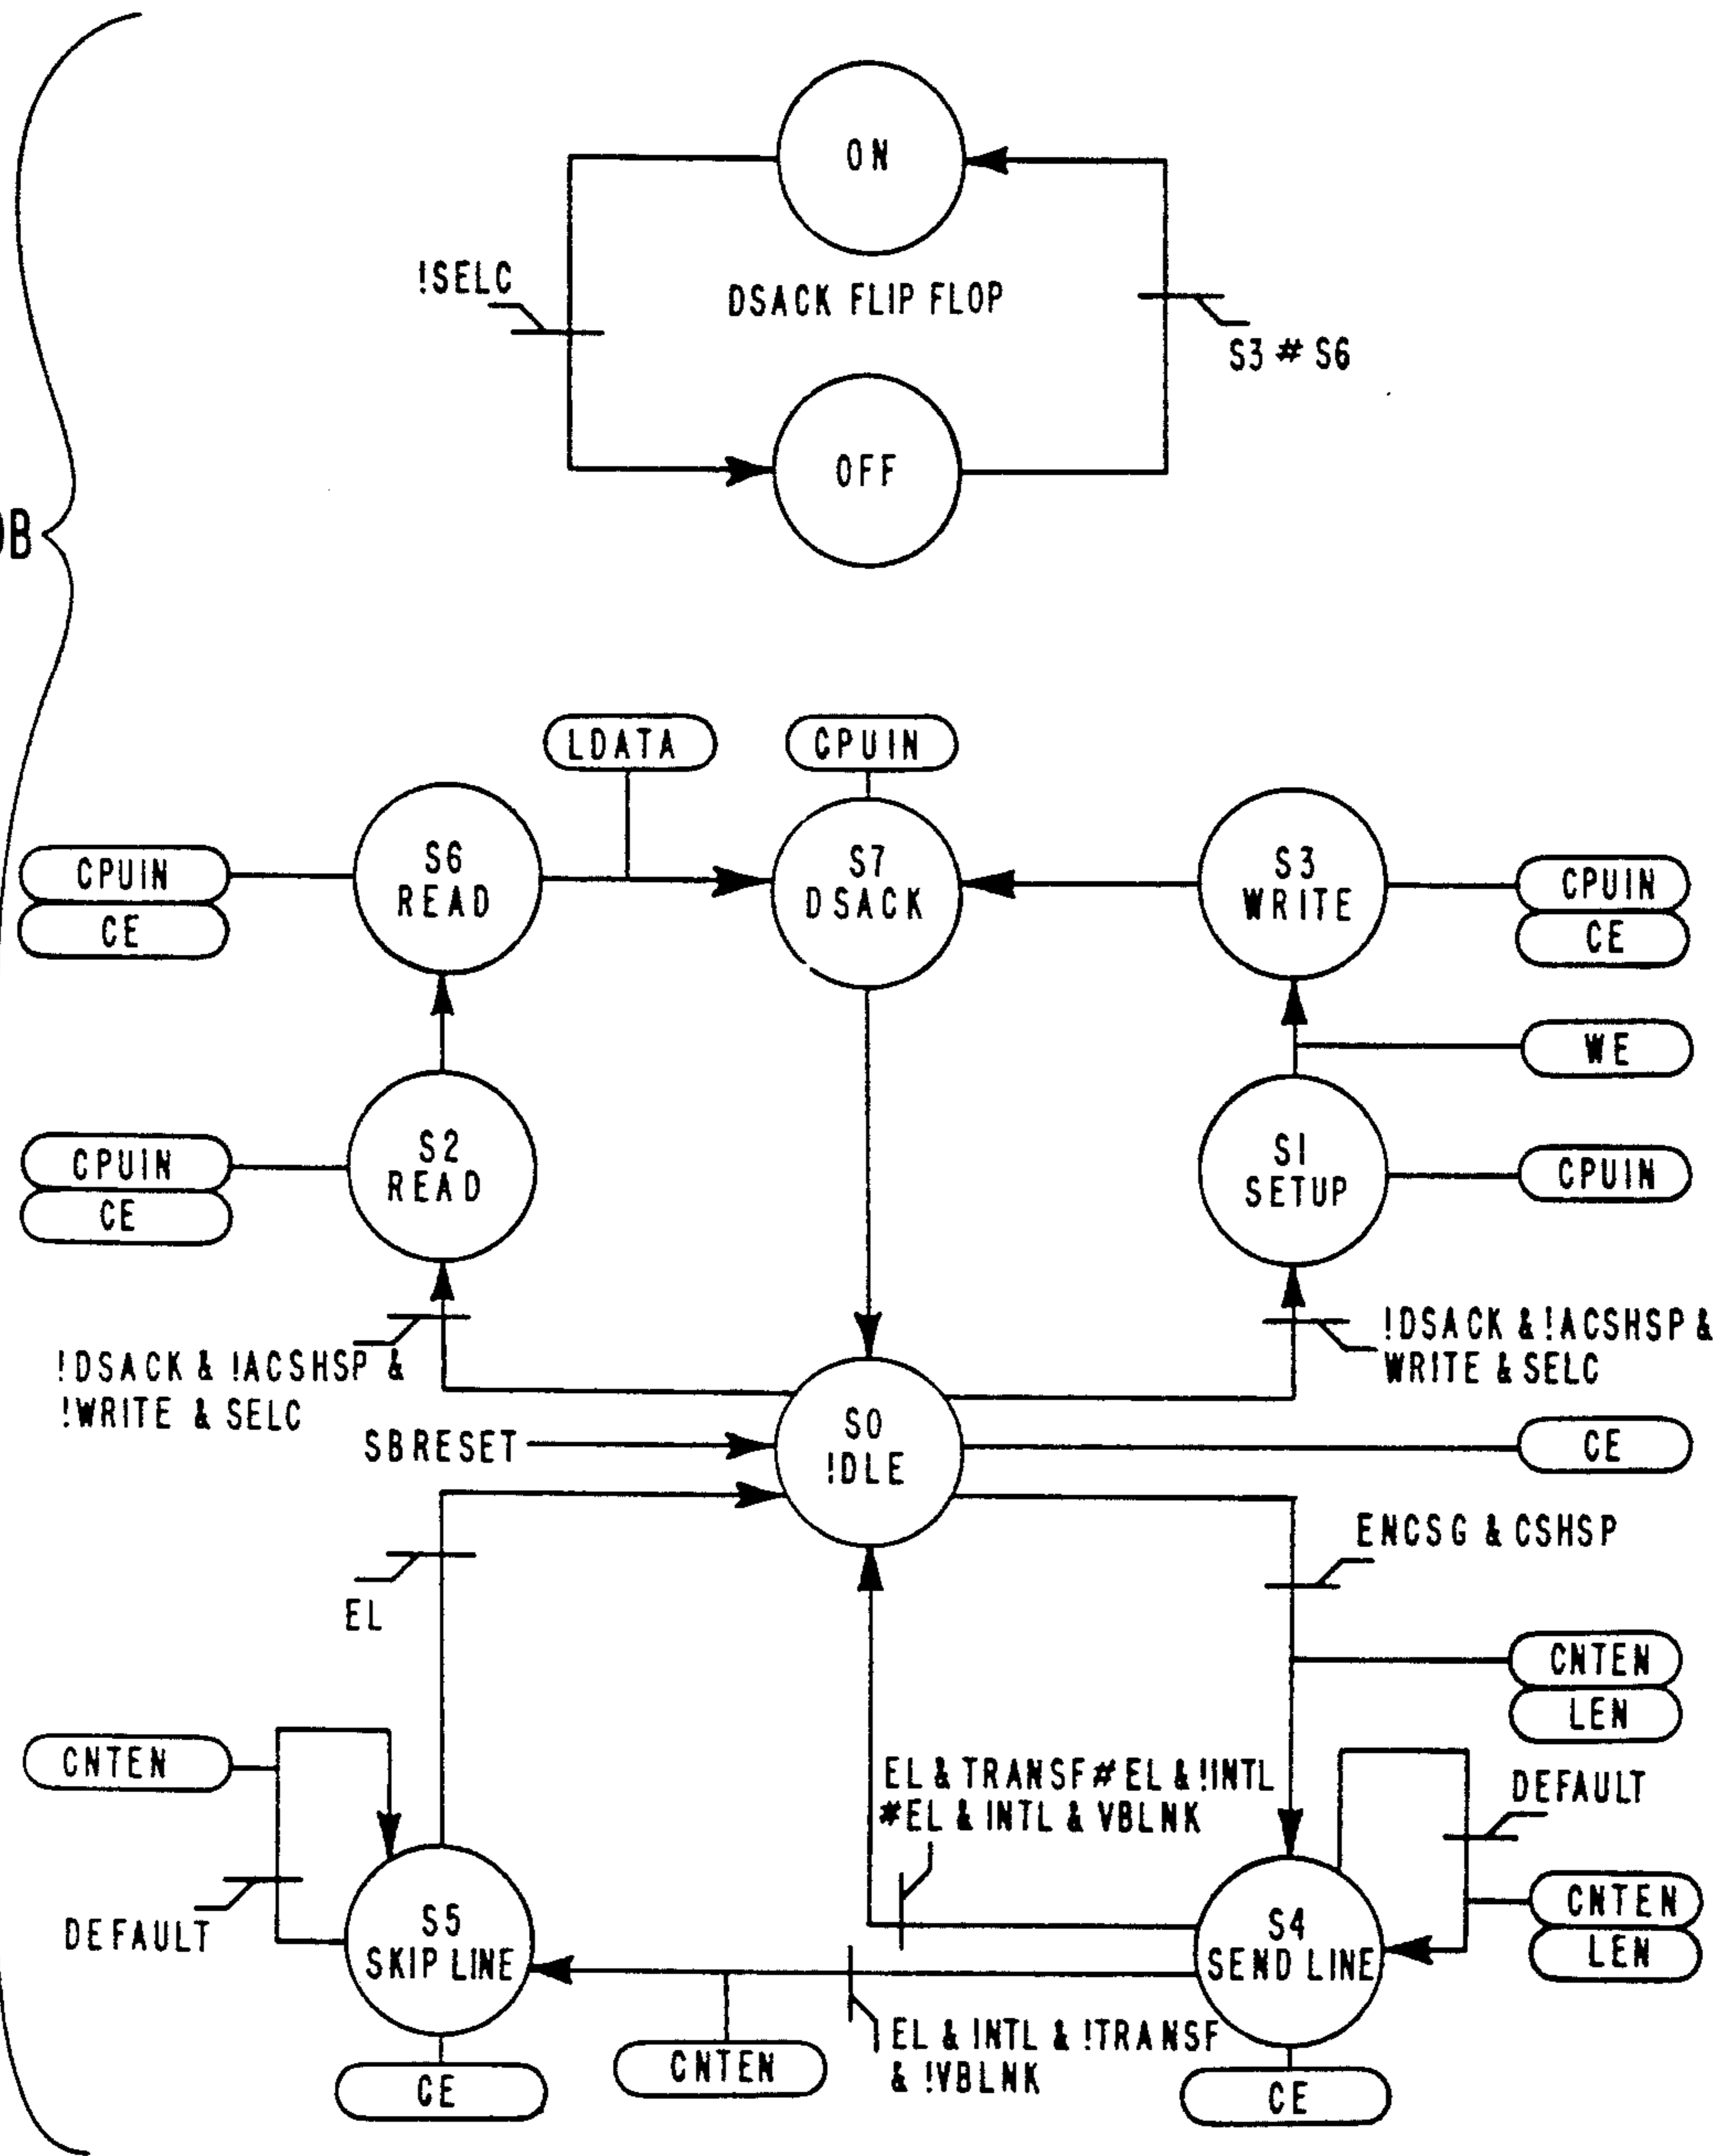 ON
!SELC
DSACK FLIP FLOP
S3 # S6
OFF
LDATA
CPUIN
CPUIN
CE
S6
READ
S7
DSACK
S3
WRITE
CPUIN
CE
WE
CPUIN
CE
S2
READ
S1
SETUP
CPUIN
!DSACK & !ACSHSP &
!WRITE & SELC
!DSACK & !ACSHSP &
WRITE & SELC
SBRESET
S0
!DLE
CE
EL
ENCSG & CSHSP
CNTEN
LEN
CNTEN
EL & TRANSF # EL & !INTL
# EL & INTL & VBLNK
DEFAULT
DEFAULT
S5
SKIP LINE
S4
SEND LINE
CNTEN
LEN
CE
CNTEN
EL & INTL & !TRANSF
& !VBLNK
CE